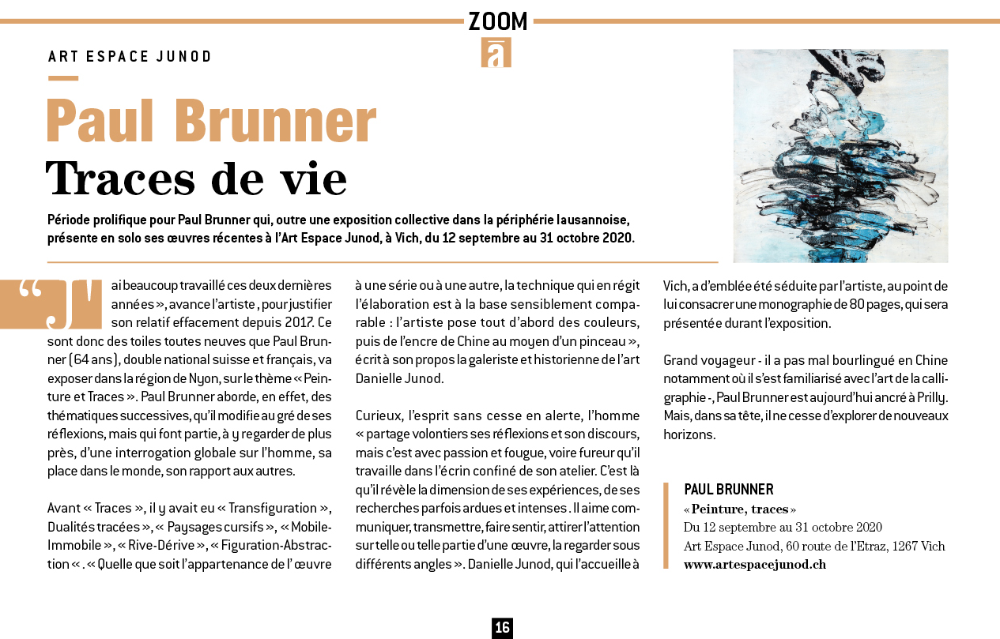 ZOOM
ā
ART ESPACE JUNOD
Paul Brunner
Traces de vie
Période prolifique pour Paul Brunner qui, outre une exposition collective dans la périphérie lausannoise,
présente en solo ses œuvres récentes à l’Art Espace Junod, à Vich, du 12 septembre au 31 octobre 2020.
“J'ai beaucoup travaillé ces deux dernières
années », avance l’artiste , pour justifier
son relatif effacement depuis 2017. Ce
sont donc des toiles toutes neuves que Paul Brun-
ner (64 ans), double national suisse et français, va
exposer dans la région de Nyon, sur le thème « Pein-
ture et Traces ». Paul Brunner aborde, en effet, des
thématiques successives, qu’il modifie au gré de ses
réflexions, mais qui font partie, à y regarder de plus
près, d’une interrogation globale sur l’homme, sa
place dans le monde, son rapport aux autres.
Avant « Traces », il y avait eu « Transfiguration »,
Dualités tracées », « Paysages cursifs », « Mobile-
Immobile », « Rive-Dérive », « Figuration-Abstrac-
tion « . « Quelle que soit l’appartenance de l’ œuvre
à une série ou à une autre, la technique qui en régit
l’élaboration est à la base sensiblement compa-
rable : l’artiste pose tout d’abord des couleurs,
puis de l’encre de Chine au moyen d’un pinceau »,
écrit à son propos la galeriste et historienne de l’art
Danielle Junod.
Curieux, l’esprit sans cesse en alerte, l’homme
« partage volontiers ses réflexions et son discours,
mais c’est avec passion et fougue, voire fureur qu’il
travaille dans l’écrin confiné de son atelier. C’est là
qu’il révèle la dimension de ses expériences, de ses
recherches parfois ardues et intenses . Il aime com-
muniquer, transmettre, faire sentir, attirer l’attention
sur telle ou telle partie d’une œuvre, la regarder sous
différents angles ». Danielle Junod, qui l’accueille à
Vich, a d’emblée été séduite par l’artiste, au point de
lui consacrer une monographie de 80 pages, qui sera
présentée durant l’exposition.
Grand voyageur - il a pas mal bourlingué en Chine
notamment où il s’est familiarisé avec l’art de la calli-
graphie -, Paul Brunner est aujourd’hui ancré à Prilly.
Mais, dans sa tête, il ne cesse d’explorer de nouveaux
horizons.
PAUL BRUNNER
« Peinture, traces »
Du 12 septembre au 31 octobre 2020
Art Espace Junod, 60 route de l’Etraz, 1267 Vich
www.artespacejunod.ch
16